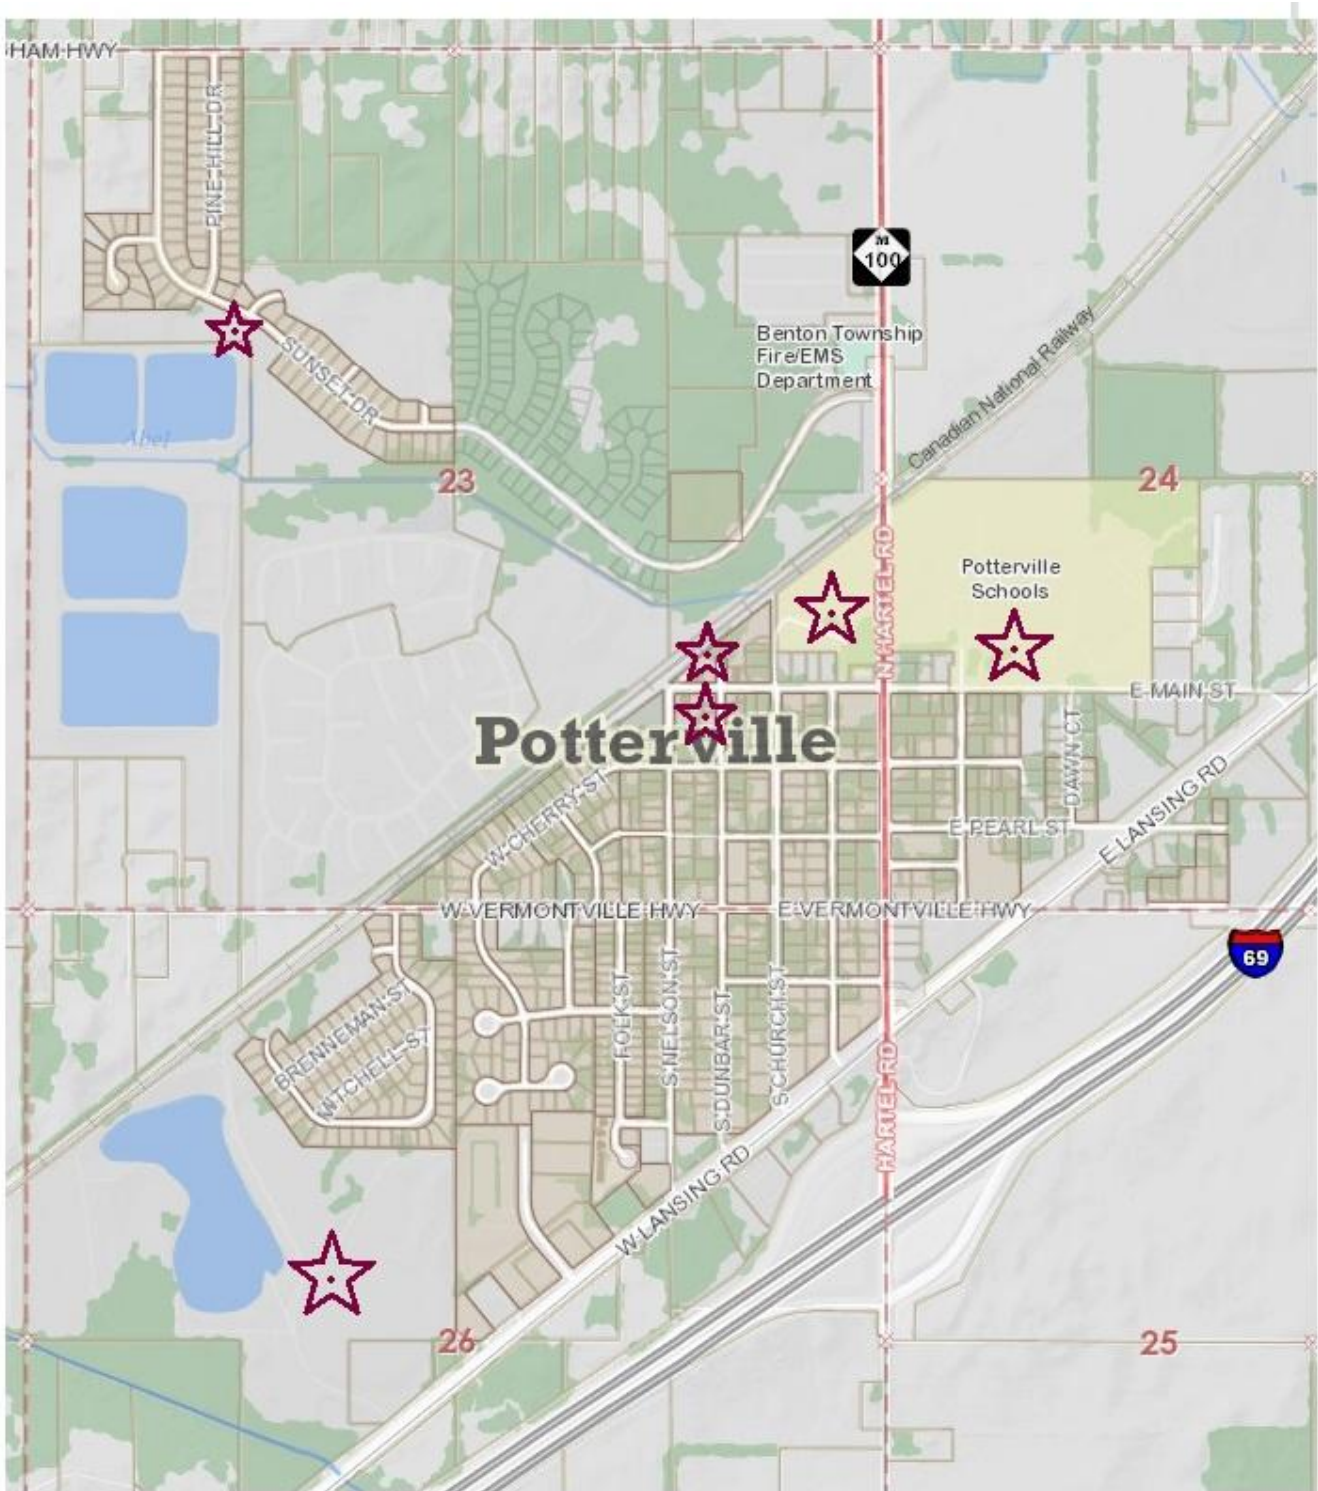 HAM HWY
PINE HILL DR
M
100
Benton Township
Fire/EMS
Department
Canadian National Railway
SUNSET DR
Abel
23
24
N HARTEL RD
Potterville
Schools
E MAIN ST
Potterville
DAWN CT
W CHERRY ST
E PEARL ST
E LANSING RD
W VERMONTVILLE HWY
E VERMONTVILLE HWY
69
BRENNEMAN ST
MITCHELL ST
FOLK ST
S NELSON ST
S DUNBAR ST
S CHURCH ST
HARTEL RD
W LANSING RD
26
25